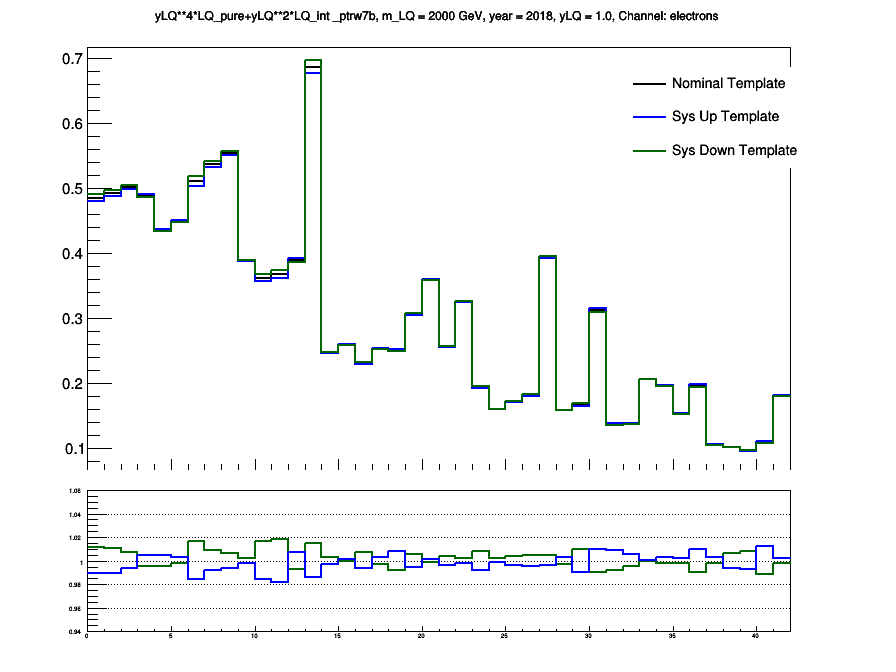 yLQ**4*LQ_pure+yLQ**2*LQ_int _ptrw7b, m_LQ = 2000 GeV, year = 2018, yLQ = 1.0, Channel: electrons
0.7
Nominal Template
Sys Up Template
0.6
Sys Down Template
0.5
0.4
0.3
0.2
0.1
1.06
1.04
1.02
1
0.98
0.96
0.94
0 5 10 15 20 25 30 35 40